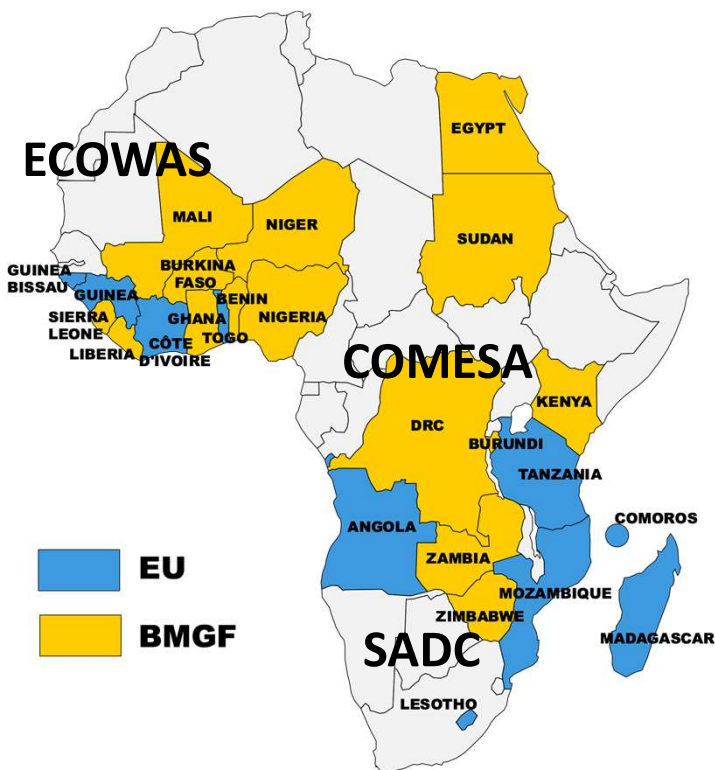 EGYPT
ECOWAS
MALI
NIGER
SUDAN
BURKINA
FASO
GUINEA
BISSAU
GUINEA
BENIN
SIERRA
LEONE
GHANA
NIGERIA
TOGO
CÔTE
D'IVOIRE
LIBERIA
COMESA
KENYA
DRC
BURUNDI
TANZANIA
COMOROS
ANGOLA
ZAMBIA
EU
MOZAMBIQUE
ZIMBABWE
BMGF
MADAGASCAR
SADC
LESOTHO